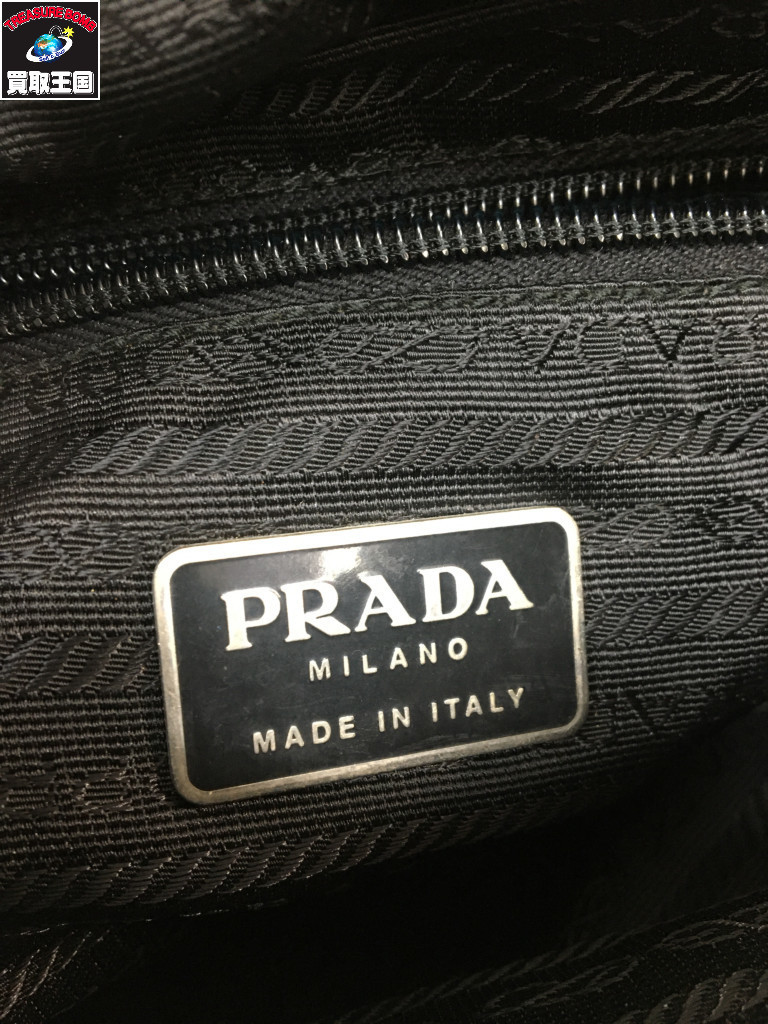 TREASURE BOMB
買取王国
PRADA
MILANO
MADE IN ITALY